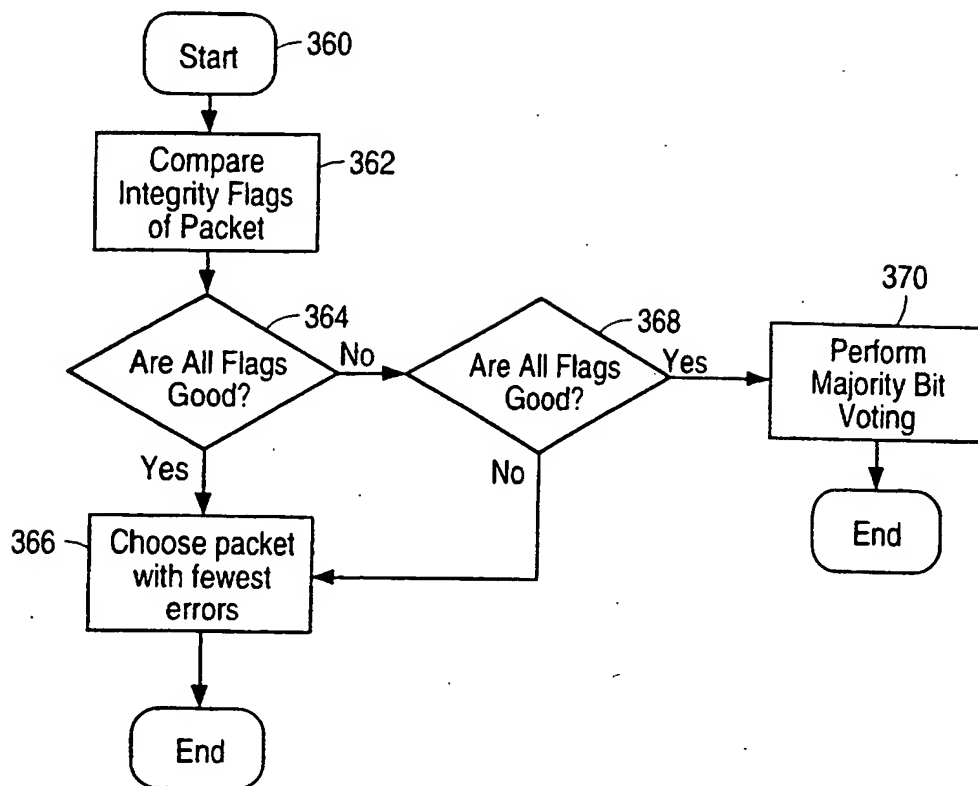 Start
360
Compare
Integrity Flags
of Packet
362
Are All Flags
Good?
364
No
Yes
Are All Flags
Good?
368
Yes
No
370
Perform
Majority Bit
Voting
End
366
Choose packet
with fewest
errors
End